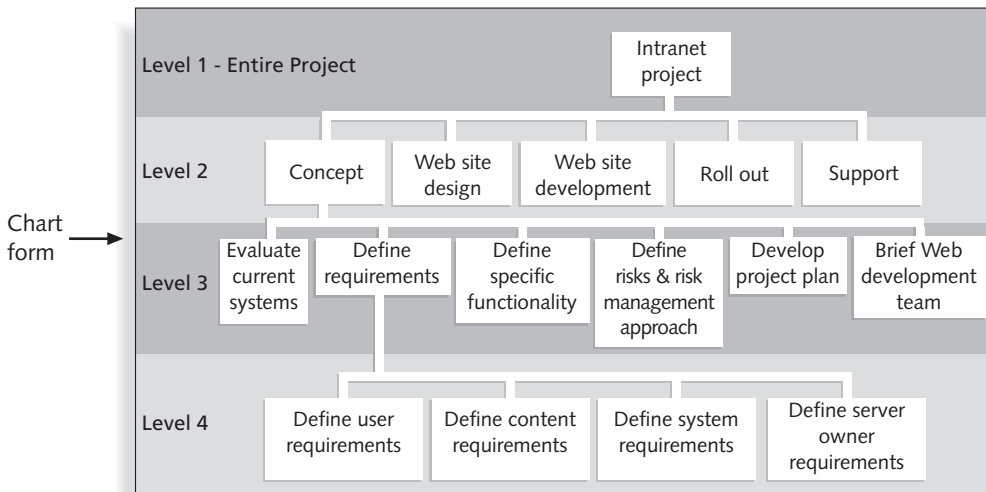 Chart
form
Level 1 - Entire Project
Intranet
project
Level 2
Concept
Web site
design
Web site
development
Roll out
Support
Level 3
Evaluate
current
systems
Define
requirements
Define
specific
functionality
Define
risks & risk
management
approach
Develop
project plan
Brief Web
development
team
Level 4
Define user
requirements
Define content
requirements
Define system
requirements
Define server
owner
requirements